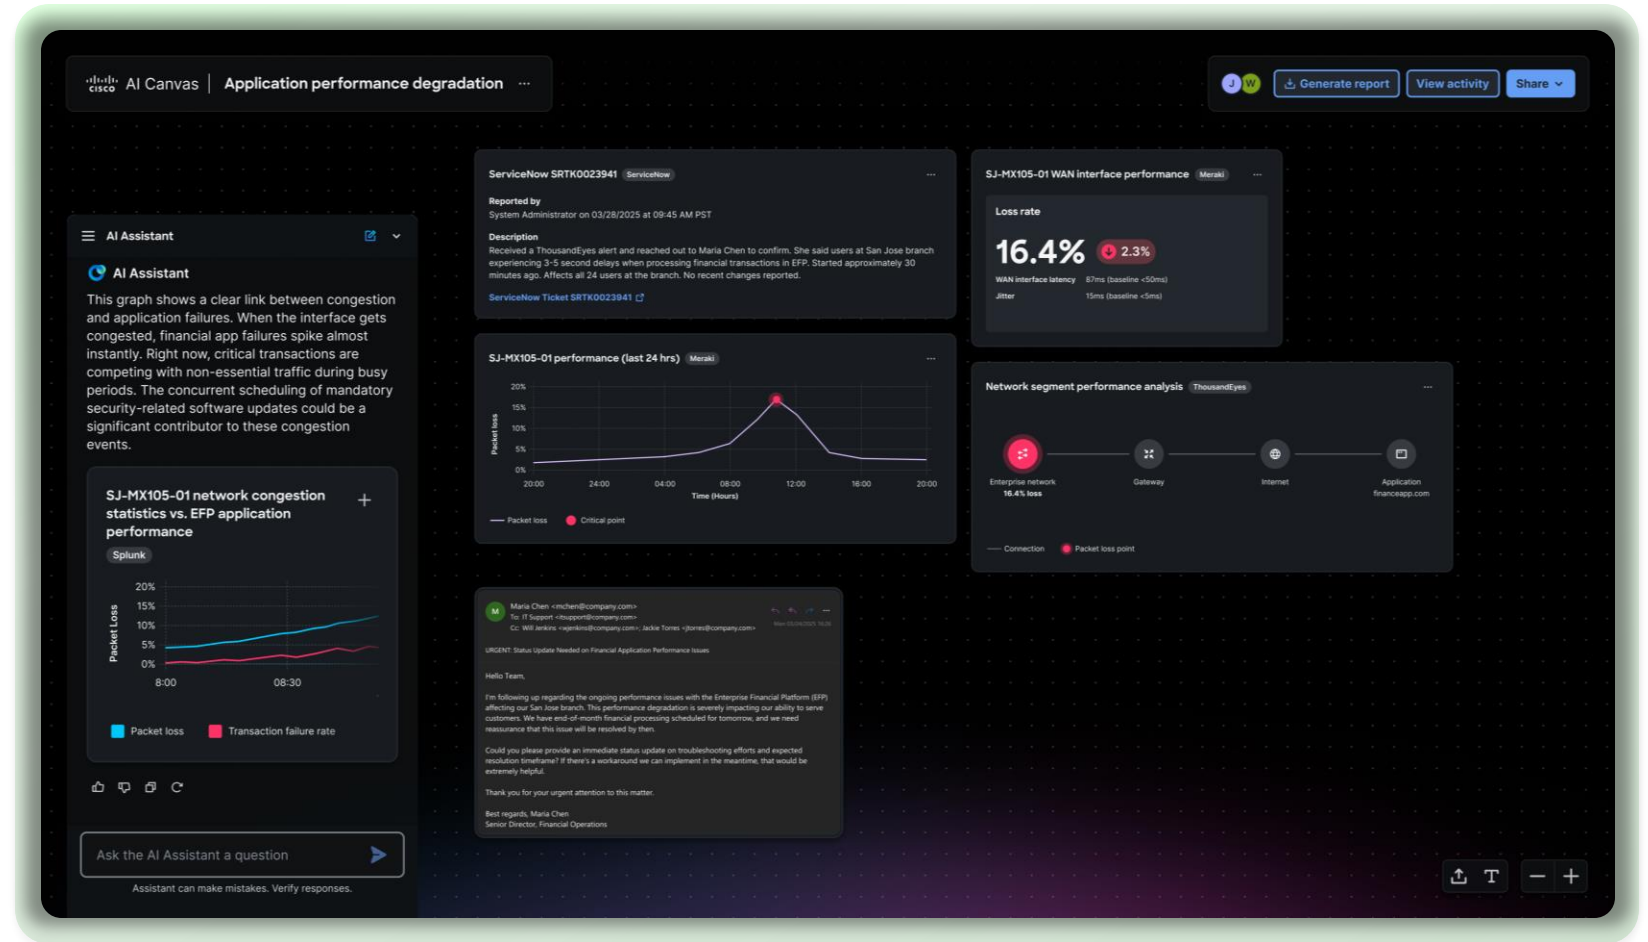 CISCO AI Canvas | Application performance degradation ...
J W Generate report View activity Share
AI Assistant
AI Assistant
This graph shows a clear link between congestion
and application failures. When the interface gets
congested, financial app failures spike almost
instantly. Right now, critical transactions are
competing with non-essential traffic during busy
periods. The concurrent scheduling of mandatory
security-related software updates could be a
significant contributor to these congestion
events.
SJ-MX105-01 network congestion
statistics vs. EFP application
performance
Splunk
Packet Loss
20%
15%
10%
5%
0%
8:00 08:30
Packet loss Transaction failure rate
Ask the AI Assistant a question
Assistant can make mistakes. Verify responses.
ServiceNow SRTK0023941 ServiceNow
Reported by
System Administrator on 03/28/2025 at 09:45 AM PST
Description
Received a ThousandEyes alert and reached out to Maria Chen to confirm. She said users at San Jose branch
experiencing 3-5 second delays when processing financial transactions in EFP. Started approximately 30
minutes ago. Affects all 24 users at the branch. No recent changes reported.
ServiceNow Ticket SRTK0023941
SJ-MX105-01 performance (last 24 hrs) Meraki
Packet loss
20%
15%
10%
5%
0%
20:00 24:00 04:00 08:00 12:00 16:00 20:00
Time (Hours)
Packet loss Critical point
M
Maria Chen <mchen@company.com>
To: IT Support <itsupport@company.com>
Cc: Will Jenkins <wjenkins@company.com>; Jackie Torres <jtorres@company.com>
URGENT: Status Update Needed on Financial Application Performance Issues
Hello Team,
I'm following up regarding the ongoing performance issues with the Enterprise Financial Platform (EFP)
affecting our San Jose branch. This performance degradation is severely impacting our ability to serve
customers. We have end-of-month financial processing scheduled for tomorrow, and we need
reassurance that this issue will be resolved by then.
Could you please provide an immediate status update on troubleshooting efforts and expected
resolution timeframe? If there's a workaround we can implement in the meantime, that would be
extremely helpful.
Thank you for your urgent attention to this matter.
Best regards, Maria Chen
Senior Director, Financial Operations
SJ-MX105-01 WAN interface performance Meraki
Loss rate
16.4% 2.3%
WAN interface latency 87ms (baseline <50ms)
Jitter 15ms (baseline <5ms)
Network segment performance analysis ThousandEyes
Enterprise network
16.4% loss
Gateway
Internet
Application
financeapp.com
Connection Packet loss point
T